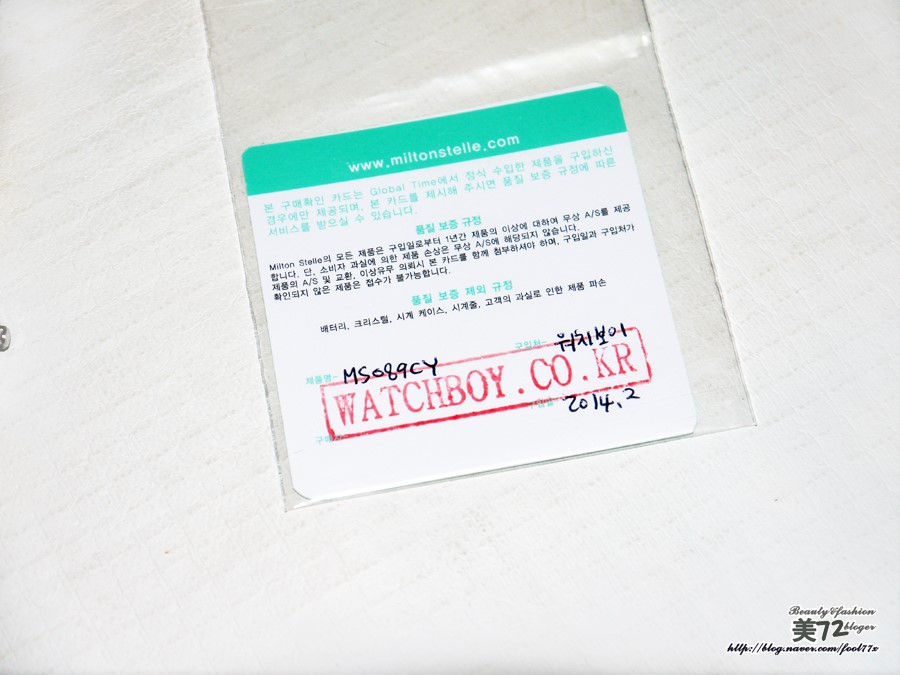 www.miltonstelle.com
본 구매확인 카드는 Global Time에서 정식 수입한 제품을 구입하신
경우에만 제공되며, 본 카드를 제시해 주시면 품질 보증 규정에 따른
서비스를 받으실 수 있습니다.
품질 보증 규정
Milton Stelle의 모든 제품은 구입일로부터 1년간 제품의 이상에 대하여 무상 A/S를 제공
합니다. 단, 소비자 과실에 의한 제품 손상은 무상 A/S에 해당되지 않습니다.
제품의 A/S 및 교환, 이상유무 의뢰시 본 카드를 함께 첨부하셔야 하며, 구입일과 구입처가
확인되지 않은 제품은 접수가 불가능합니다.
품질 보증 제외 규정
배터리, 크리스털, 시계 케이스, 시계줄, 고객의 과실로 인한 제품 파손
제품명- MS089CY 구입처- 워치보이
WATCHBOY.CO.KR
구입일- 2014.2
Beauty&fashion
美72 bloger
http://blog.naver.com/fool77x